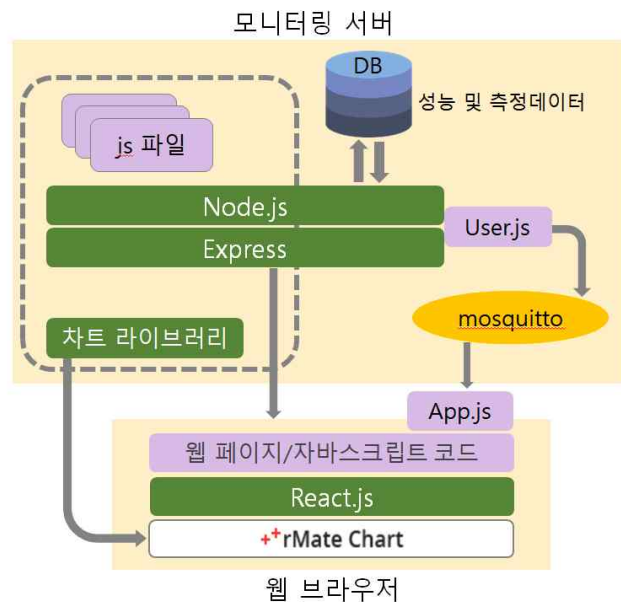 모니터링 서버
DB
성능 및 측정데이터
js 파일
Node.js
User.js
Express
mosquitto
차트 라이브러리
App.js
웹 페이지/자바스크립트 코드
React.js
rMate Chart
웹 브라우저